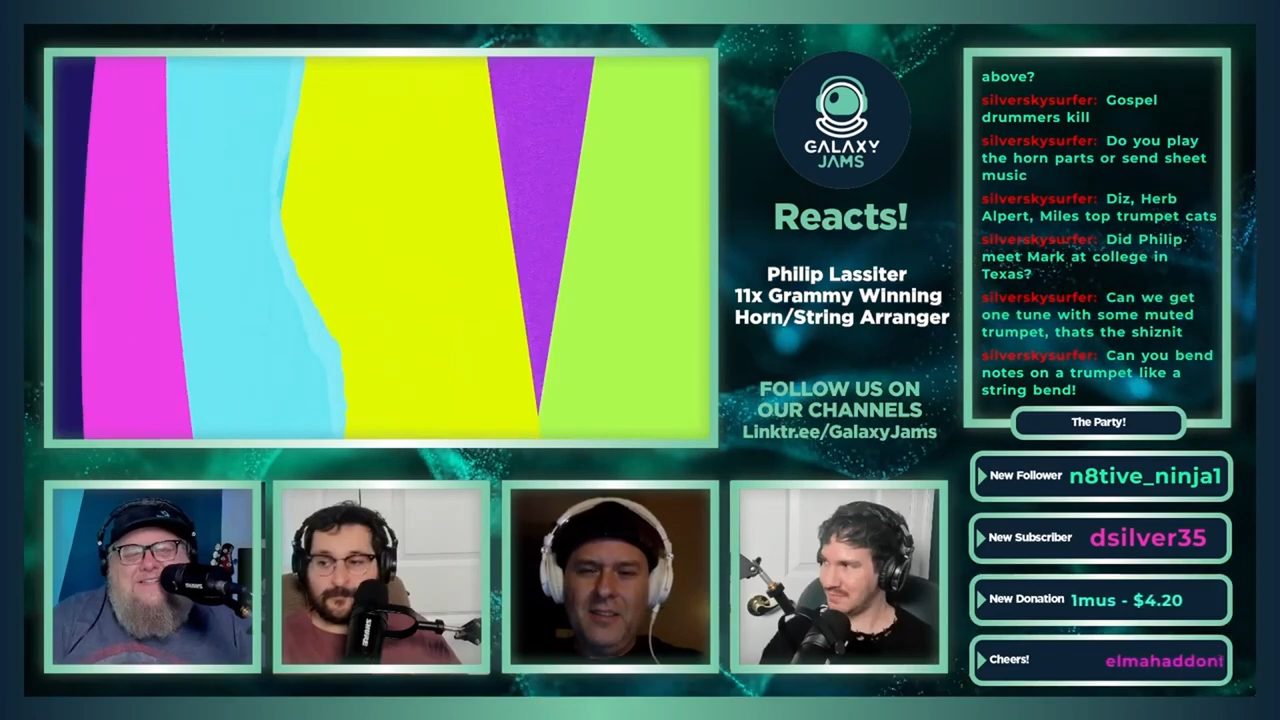 GALAXY
JAMS
Reacts!
Philip Lassiter
11x Grammy Winning
Horn/String Arranger
FOLLOW US ON
OUR CHANNELS
Linktr.ee/GalaxyJams
above?
silverskysurfer: Gospel
drummers kill
silverskysurfer: Do you play
the horn parts or send sheet
music
silverskysurfer: Diz, Herb
Alpert, Miles top trumpet cats
silverskysurfer: Did Philip
meet Mark at college in
Texas?
silverskysurfer: Can we get
one tune with some muted
trumpet, thats the shiznit
silverskysurfer: Can you bend
notes on a trumpet like a
string bend!
The Party!
New Follower n8tive_ninja1
New Subscriber dsilver35
New Donation 1mus - $4.20
Cheers! elmahaddon
SHURE